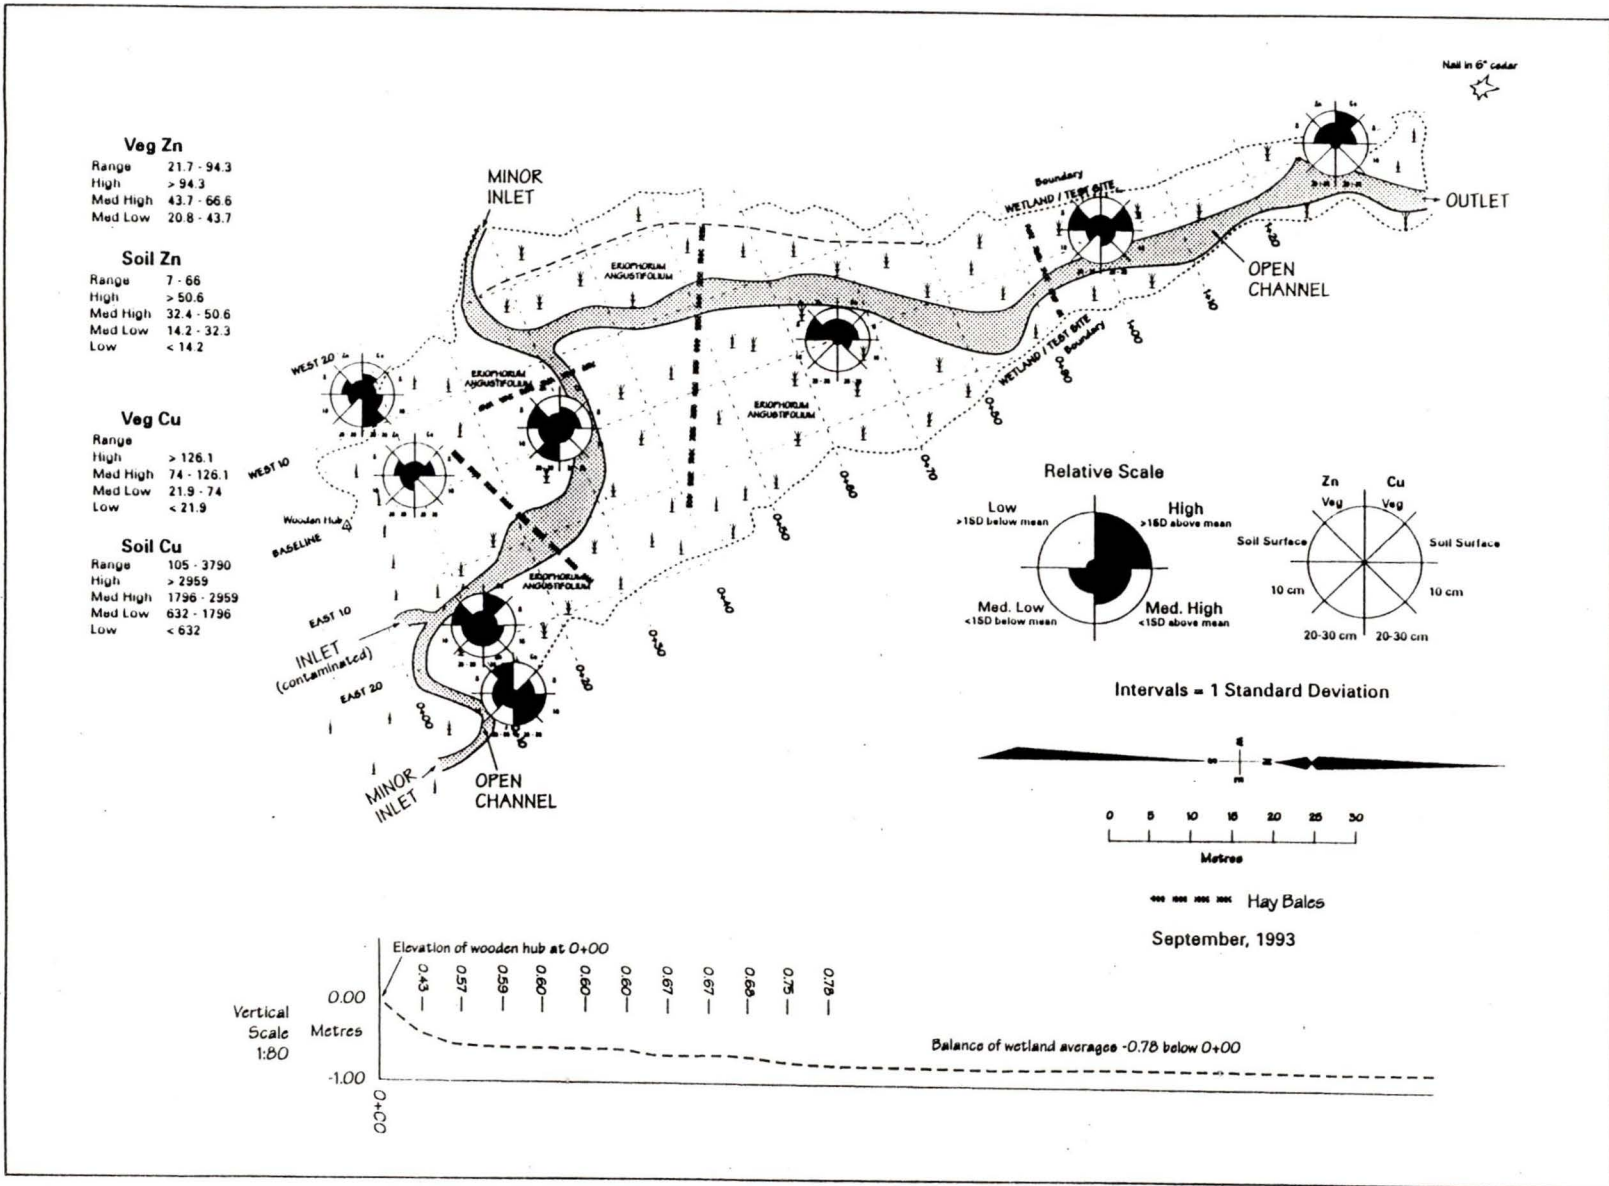 Nail in 6" cedar
Veg Zn
Range 21.7 - 94.3
High > 94.3
Med High 43.7 - 66.6
Med Low 20.8 - 43.7
Soil Zn
Range 7 - 66
High > 50.6
Med High 32.4 - 50.6
Med Low 14.2 - 32.3
Low < 14.2
Veg Cu
Range
High > 126.1
Med High 74 - 126.1
Med Low 21.9 - 74
Low < 21.9
Soil Cu
Range 105 - 3790
High > 2959
Med High 1796 - 2959
Med Low 632 - 1796
Low < 632
MINOR
INLET
Boundary
WETLAND / TEST SITE
OUTLET
OPEN
CHANNEL
ERIOPHORUM
ANGUSTIFOLIUM
WEST 20
ERIOPHORUM
ANGUSTIFOLIUM
ERIOPHORUM
ANGUSTIFOLIUM
WETLAND / TEST SITE
Boundary
WEST 10
Wooden Hub
BASELINE
ERIOPHORUM
ANGUSTIFOLIUM
EAST 10
INLET
(contaminated)
EAST 20
MINOR
INLET
OPEN
CHANNEL
0+00
0+20
0+30
0+40
0+50
0+60
0+70
0+80
0+90
1+00
1+10
1+20
Relative Scale
Low
>1SD below mean
High
>1SD above mean
Med. Low
<1SD below mean
Med. High
<1SD above mean
Zn Cu
Veg Veg
Soil Surface Soil Surface
10 cm 10 cm
20-30 cm 20-30 cm
Intervals = 1 Standard Deviation
W
S N
E
0 5 10 15 20 25 30
Metres
Hay Bales
September, 1993
Elevation of wooden hub at 0+00
0.43 0.57 0.59 0.60 0.60 0.60 0.67 0.67 0.68 0.75 0.78
Vertical
Scale
1:80
0.00
Metres
-1.00
Balance of wetland averages -0.78 below 0+00
0+00